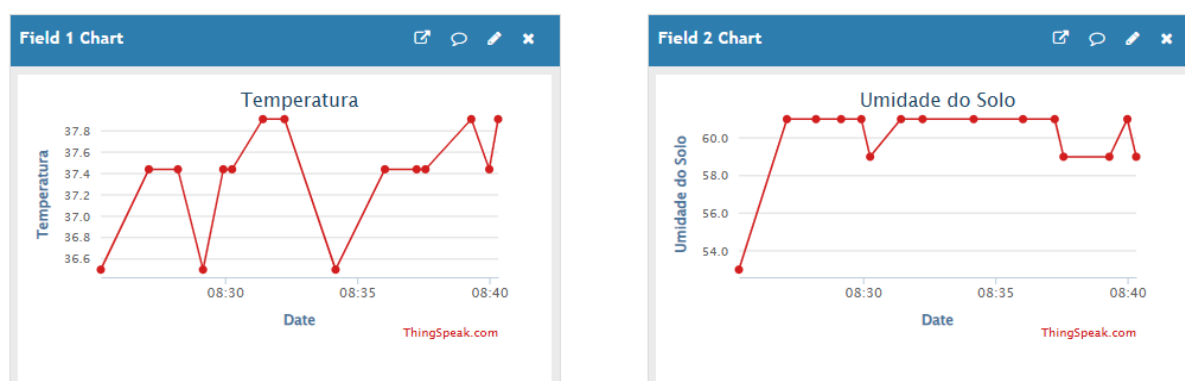 Field 1 Chart
Temperatura
Temperatura
37.8
37.6
37.4
37.2
37.0
36.8
36.6
08:30 08:35 08:40
Date
ThingSpeak.com
Field 2 Chart
Umidade do Solo
Umidade do Solo
60.0
58.0
56.0
54.0
08:30 08:35 08:40
Date
ThingSpeak.com